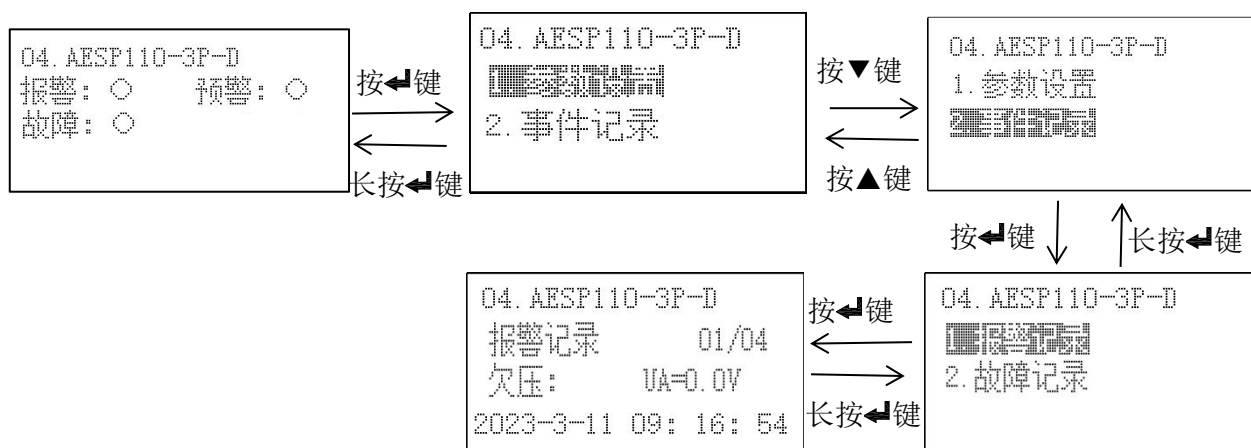 04.AESP110-3P-D
报警:○ 预警:○
故障:○
按↵键
长按↵键
04.AESP110-3P-D
1.参数设置
2.事件记录
按▼键
按▲键
04.AESP110-3P-D
1.参数设置
2.事件记录
按↵键
长按↵键
04.AESP110-3P-D
报警记录 01/04
欠压: UA=0.0V
2023-3-11 09:16:54
按↵键
长按↵键
04.AESP110-3P-D
1.报警记录
2.故障记录